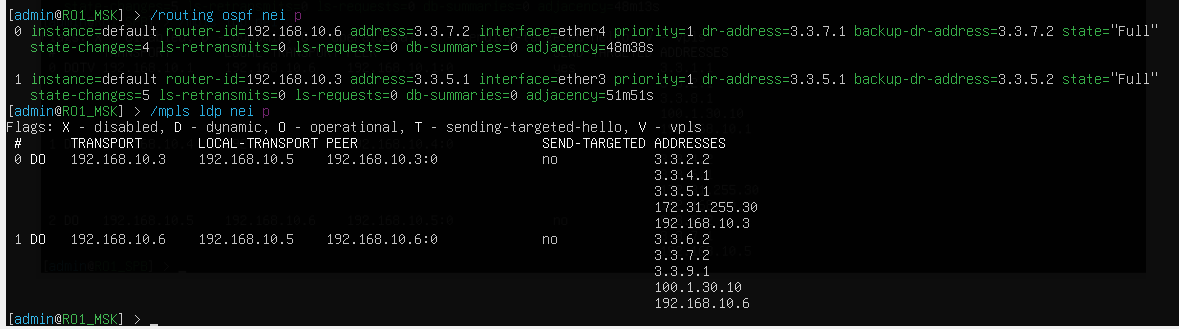 [admin@RO1_MSK] > /routing ospf nei p
0 instance=default router-id=192.168.10.6 address=3.3.7.2 interface=ether4 priority=1 dr-address=3.3.7.1 backup-dr-address=3.3.7.2 state="Full"
state-changes=4 ls-retransmits=0 ls-requests=0 db-summaries=0 adjacency=48m38s
1 instance=default router-id=192.168.10.3 address=3.3.5.1 interface=ether3 priority=1 dr-address=3.3.5.1 backup-dr-address=3.3.5.2 state="Full"
state-changes=5 ls-retransmits=0 ls-requests=0 db-summaries=0 adjacency=51m51s
[admin@RO1_MSK] > /mpls ldp nei p
Flags: X - disabled, D - dynamic, O - operational, T - sending-targeted-hello, V - vpls
# TRANSPORT LOCAL-TRANSPORT PEER SEND-TARGETED ADDRESSES
0 DO 192.168.10.3 192.168.10.5 192.168.10.3:0 no 3.3.2.2
3.3.4.1
3.3.5.1
172.31.255.30
192.168.10.3
1 DO 192.168.10.6 192.168.10.5 192.168.10.6:0 no 3.3.6.2
3.3.7.2
3.3.9.1
100.1.30.10
192.168.10.6
[admin@RO1_MSK] > _